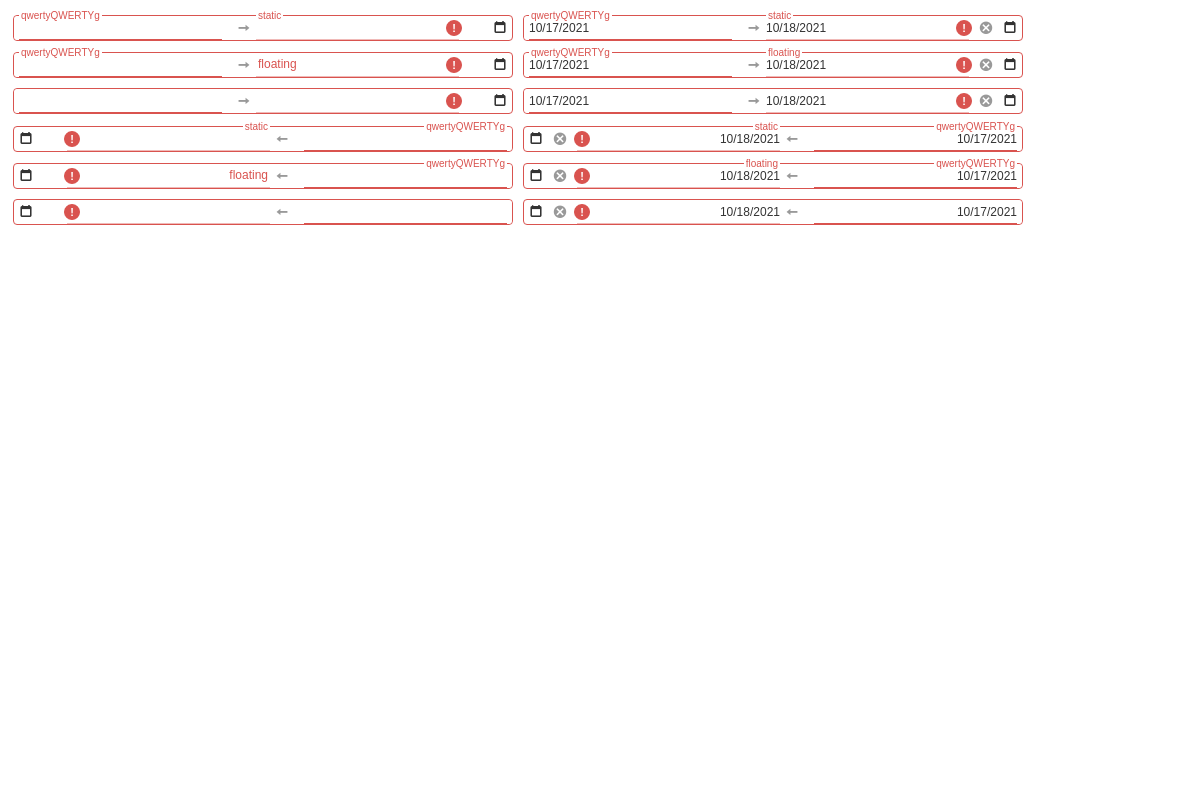 qwertyQWERTYg static qwertyQWERTYg static
10/17/2021 10/18/2021
qwertyQWERTYg qwertyQWERTYg floating
floating 10/17/2021 10/18/2021
10/17/2021 10/18/2021
static qwertyQWERTYg static qwertyQWERTYg
10/18/2021 10/17/2021
qwertyQWERTYg floating qwertyQWERTYg
floating 10/18/2021 10/17/2021
10/18/2021 10/17/2021